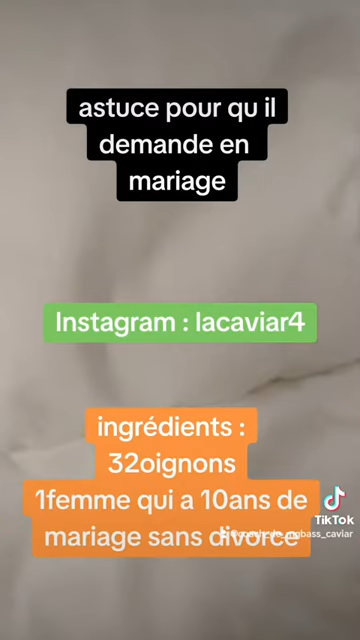 astuce pour qu il
demande en
mariage
Instagram : lacaviar4
ingrédients :
32oignons
1femme qui a 10ans de
mariage sans divorce
TikTok